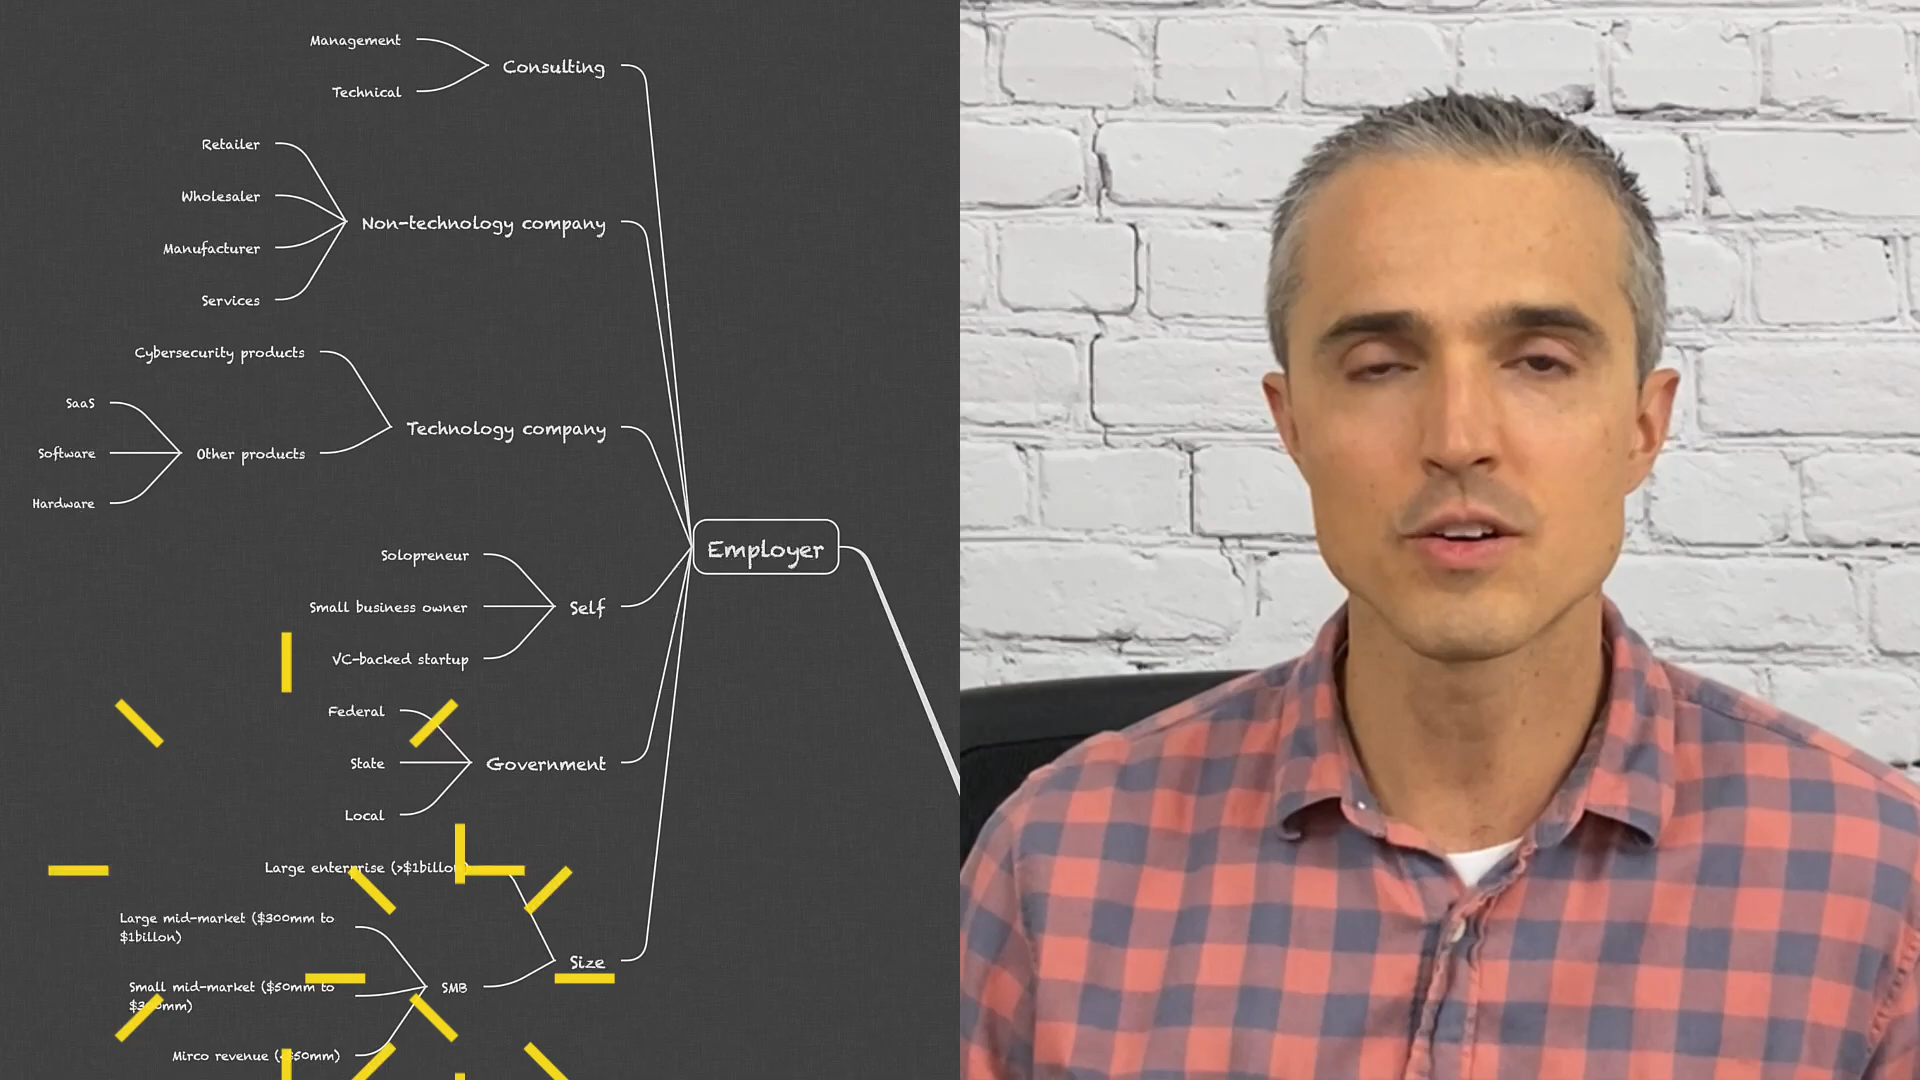 Management
Consulting
Technical
Retailer
Wholesaler
Non-technology company
Manufacturer
Services
Cybersecurity products
SaaS
Technology company
Software
Other products
Hardware
Employer
Solopreneur
Small business owner
Self
VC-backed startup
Federal
State
Government
Local
Large enterprise (>$1billon)
Large mid-market ($300mm to
$1billon)
Size
Small mid-market ($50mm to
SMB
Mirco revenue (<$50mm)